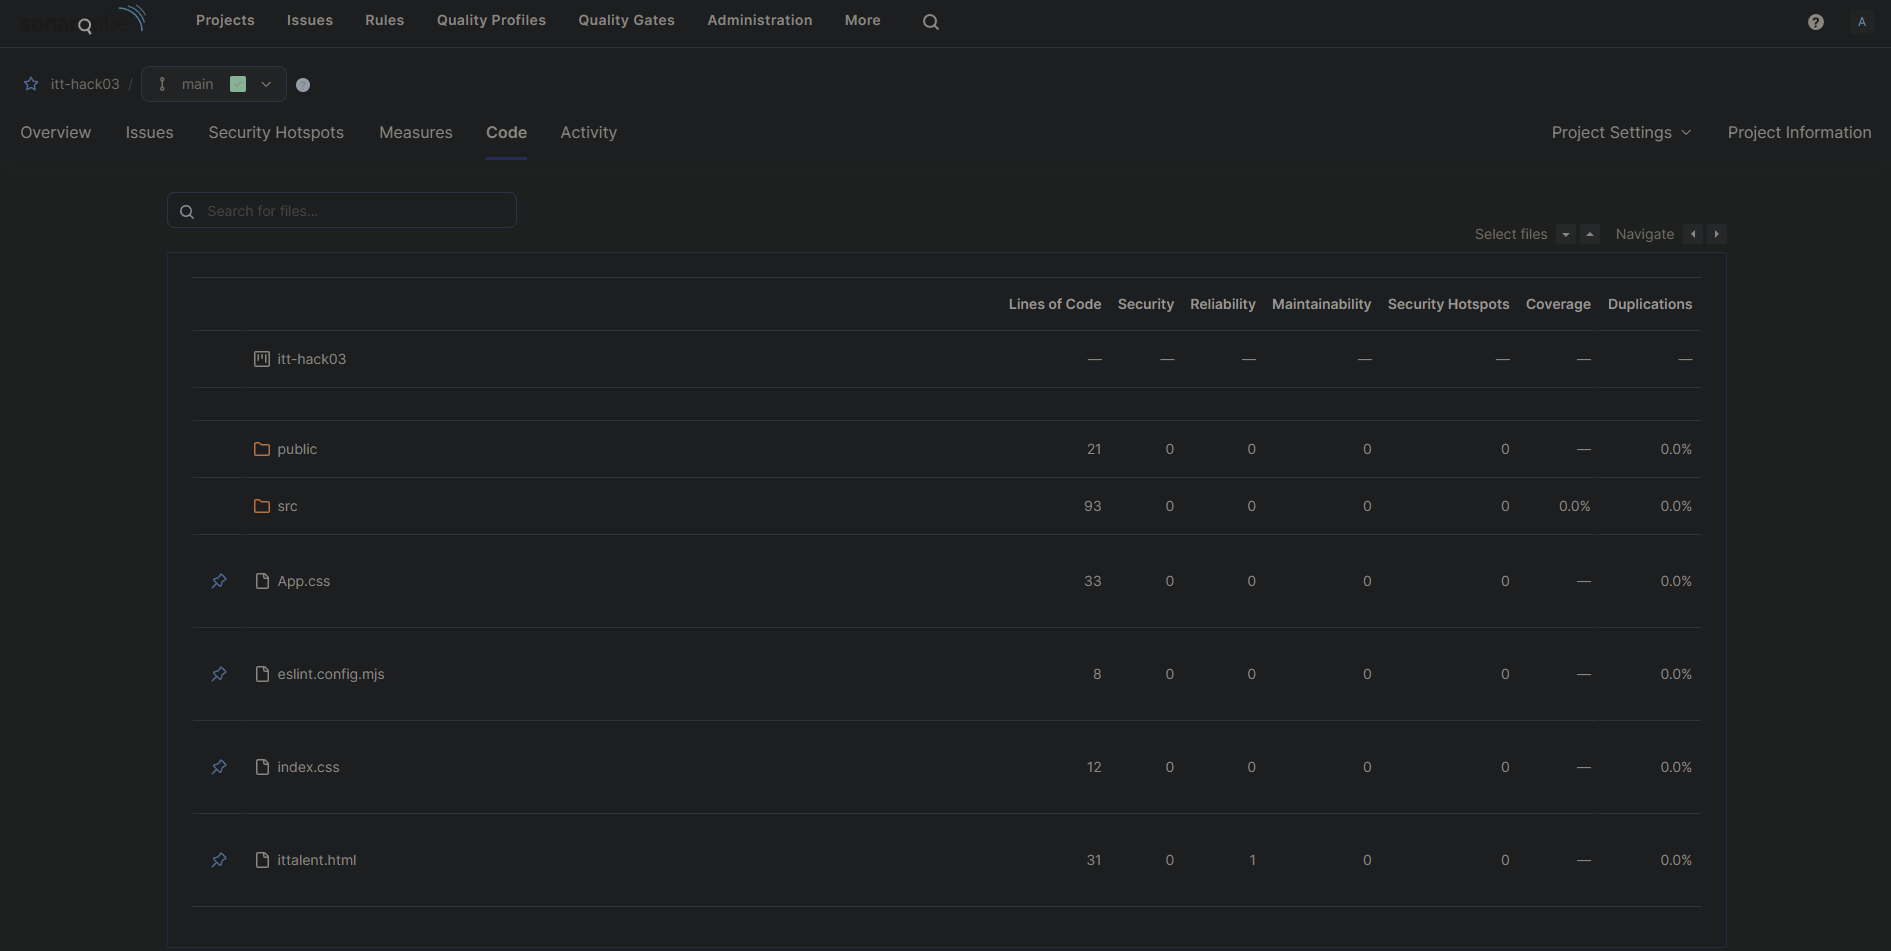 sonarQube Projects Issues Rules Quality Profiles Quality Gates Administration More ? A
itt-hack03 / main ?
Overview Issues Security Hotspots Measures Code Activity Project Settings Project Information
Search for files...
Select files Navigate
Lines of Code Security Reliability Maintainability Security Hotspots Coverage Duplications
itt-hack03 — — — — — — —
public 21 0 0 0 0 — 0.0%
src 93 0 0 0 0 0.0% 0.0%
App.css 33 0 0 0 0 — 0.0%
eslint.config.mjs 8 0 0 0 0 — 0.0%
index.css 12 0 0 0 0 — 0.0%
ittalent.html 31 0 1 0 0 — 0.0%